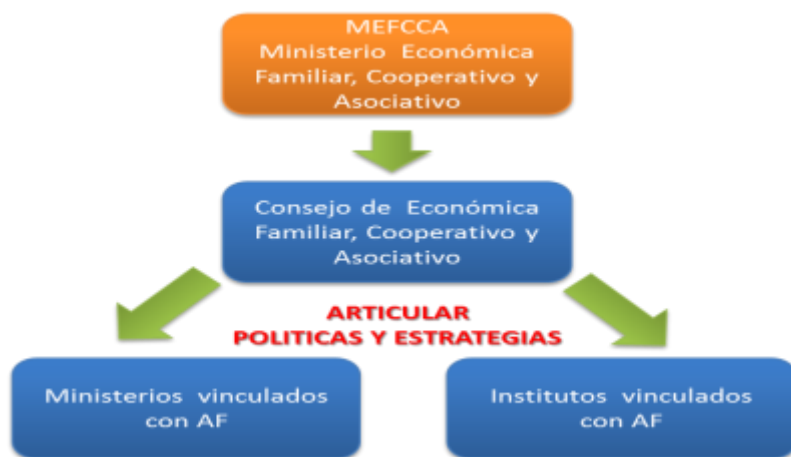 MEFCCA
Ministerio Económica
Familiar, Cooperativo y
Asociativo
Consejo de Económica
Familiar, Cooperativo y
Asociativo
ARTICULAR
POLITICAS Y ESTRATEGIAS
Ministerios vinculados
con AF
Institutos vinculados
con AF